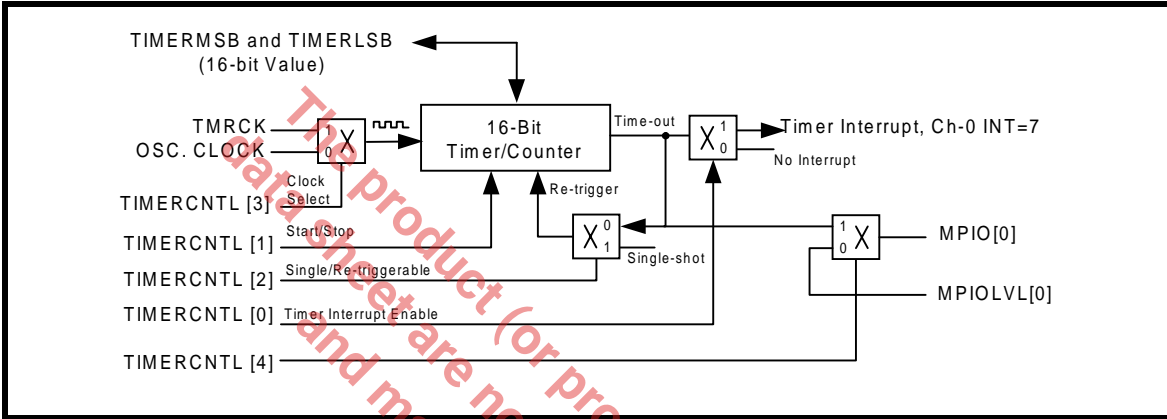 TIMERMSB and TIMERLSB
(16-bit Value)
TMRCK
OSC. CLOCK
1
0
X
Clock
Select
16-Bit
Timer/Counter
Time-out
X
1
0
Timer Interrupt, Ch-0 INT=7
No Interrupt
Re-trigger
TIMERCNTL [3]
TIMERCNTL [1]
Start/Stop
X
0
1
Single-shot
1
0
X
MPIO[0]
TIMERCNTL [2]
Single/Re-triggerable
MPIOLVL[0]
TIMERCNTL [0]
Timer Interrupt Enable
TIMERCNTL [4]
The product (or pro
data sheet are no
and mo